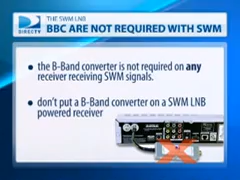 THE SWM LNB
BBC ARE NOT REQUIRED WITH SWM
DIRECTV
the B-Band converter is not required on any
receiver receiving SWM signals.
don't put a B-Band converter on a SWM LNB
powered receiver